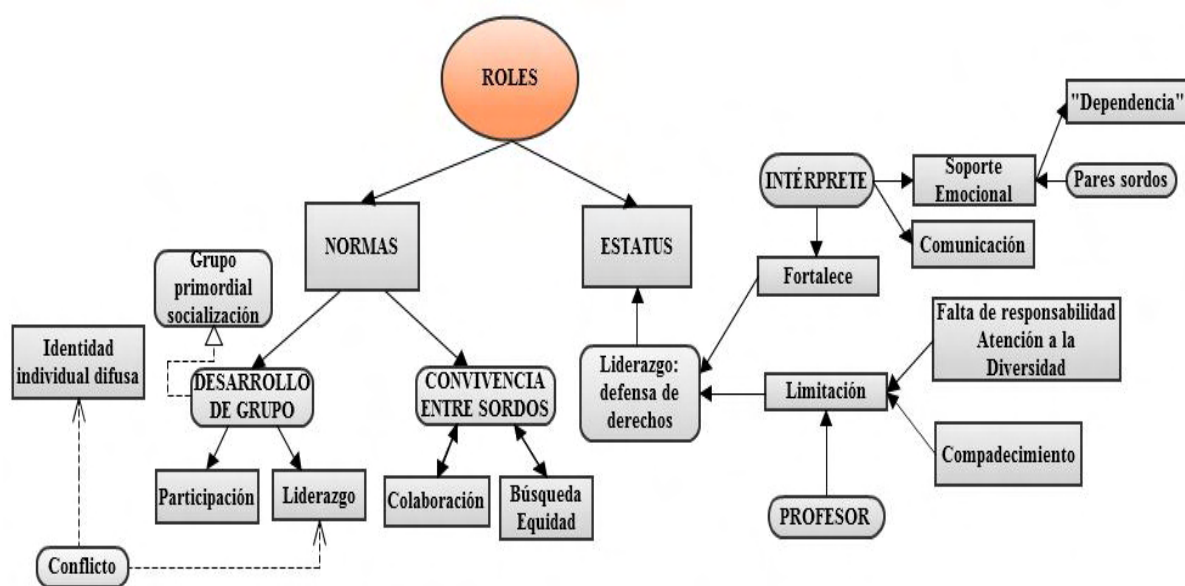 ROLES
"Dependencia"
INTÉRPRETE
Soporte
Emocional
Pares sordos
NORMAS
ESTATUS
Comunicación
Grupo
primordial
socialización
Fortalece
Identidad
individual difusa
Falta de responsabilidad
Atención a la
Diversidad
DESARROLLO
DE GRUPO
CONVIVENCIA
ENTRE SORDOS
Liderazgo:
defensa de
derechos
Limitación
Compadecimiento
Participación
Liderazgo
Colaboración
Búsqueda
Equidad
PROFESOR
Conflicto